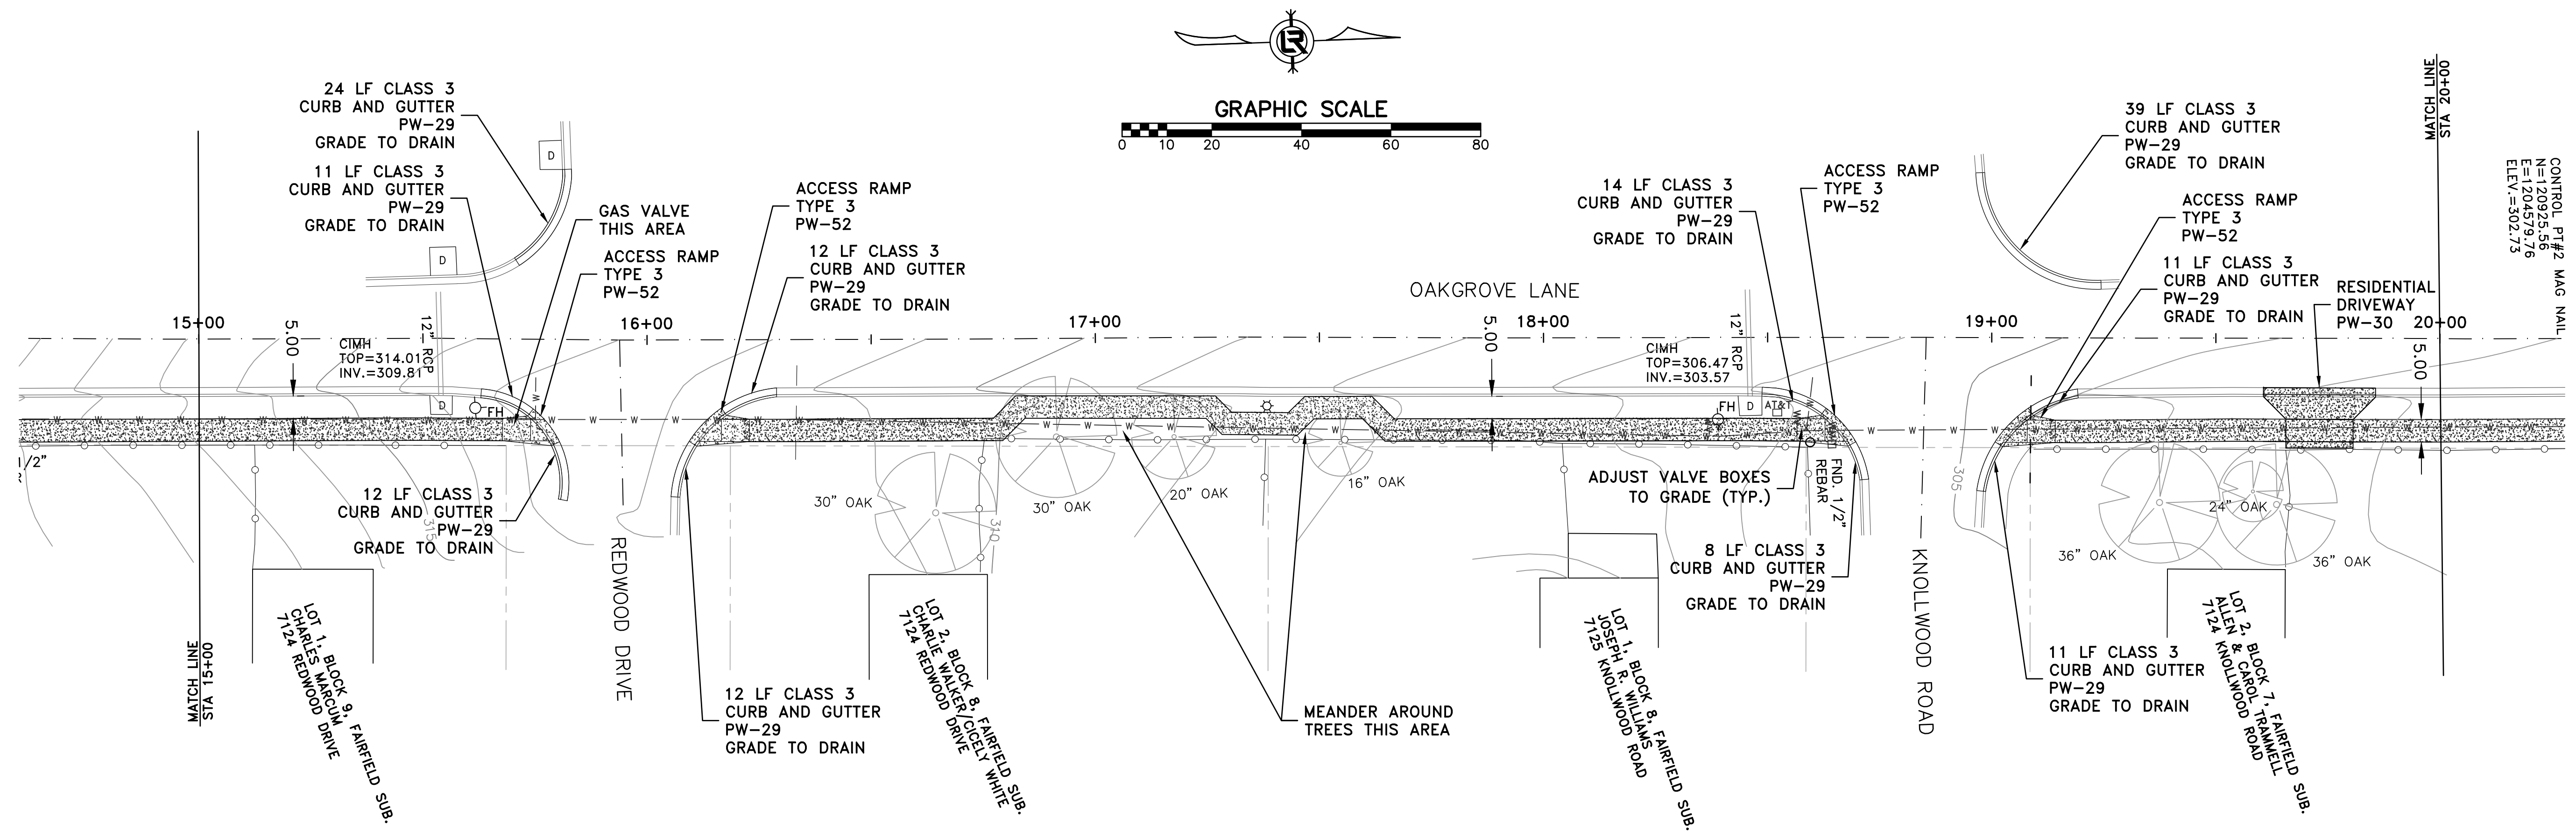 GRAPHIC SCALE
0 10 20 40 60 80
24 LF CLASS 3
CURB AND GUTTER
PW-29
GRADE TO DRAIN
11 LF CLASS 3
CURB AND GUTTER
PW-29
GRADE TO DRAIN
D
D
GAS VALVE
THIS AREA
ACCESS RAMP
TYPE 3
PW-52
ACCESS RAMP
TYPE 3
PW-52
12 LF CLASS 3
CURB AND GUTTER
PW-29
GRADE TO DRAIN
OAKGROVE LANE
14 LF CLASS 3
CURB AND GUTTER
PW-29
GRADE TO DRAIN
ACCESS RAMP
TYPE 3
PW-52
39 LF CLASS 3
CURB AND GUTTER
PW-29
GRADE TO DRAIN
ACCESS RAMP
TYPE 3
PW-52
11 LF CLASS 3
CURB AND GUTTER
PW-29
GRADE TO DRAIN
RESIDENTIAL
DRIVEWAY
PW-30
MATCH LINE
STA 20+00
CONTROL PT#2 MAG NAIL
N=120925.56
E=1204579.76
ELEV.=302.73
15+00
16+00
17+00
18+00
19+00
20+00
5.00
CIMH
TOP=314.01
INV.=309.81
12" RCP
D
FH
5.00
CIMH
TOP=306.47
INV.=303.57
12" RCP
FH
D
AT&T
5.00
1/2"
12 LF CLASS 3
CURB AND GUTTER
PW-29
GRADE TO DRAIN
315
REDWOOD DRIVE
30" OAK
310
30" OAK
20" OAK
16" OAK
ADJUST VALVE BOXES
TO GRADE (TYP.)
FND. 1/2"
REBAR
8 LF CLASS 3
CURB AND GUTTER
PW-29
GRADE TO DRAIN
KNOLLWOOD ROAD
305
36" OAK
24" OAK
36" OAK
MATCH LINE
STA 15+00
LOT 1, BLOCK 9, FAIRFIELD SUB.
CHARLES MARCUM
7124 REDWOOD DRIVE
12 LF CLASS 3
CURB AND GUTTER
PW-29
GRADE TO DRAIN
LOT 2, BLOCK 8, FAIRFIELD SUB.
CHARLIE WALKER/CICELY WHITE
7124 REDWOOD DRIVE
MEANDER AROUND
TREES THIS AREA
LOT 1, BLOCK 8, FAIRFIELD SUB.
JOSEPH R. WILLIAMS
7125 KNOLLWOOD ROAD
11 LF CLASS 3
CURB AND GUTTER
PW-29
GRADE TO DRAIN
LOT 2, BLOCK 7, FAIRFIELD SUB.
ALLEN & CAROL TRAMMELL
7124 KNOLLWOOD ROAD